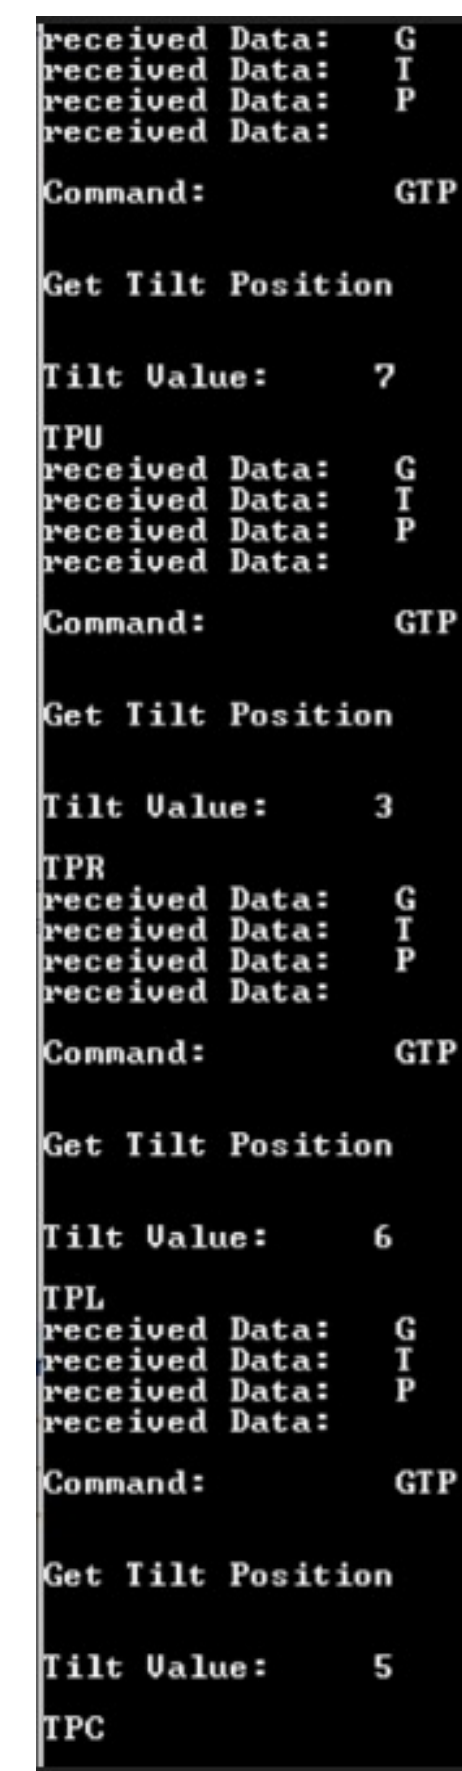 received Data: G
received Data: T
received Data: P
received Data:
Command: GTP
Get Tilt Position
Tilt Value: 7
TPU
received Data: G
received Data: T
received Data: P
received Data:
Command: GTP
Get Tilt Position
Tilt Value: 3
TPR
received Data: G
received Data: T
received Data: P
received Data:
Command: GTP
Get Tilt Position
Tilt Value: 6
TPL
received Data: G
received Data: T
received Data: P
received Data:
Command: GTP
Get Tilt Position
Tilt Value: 5
TPC